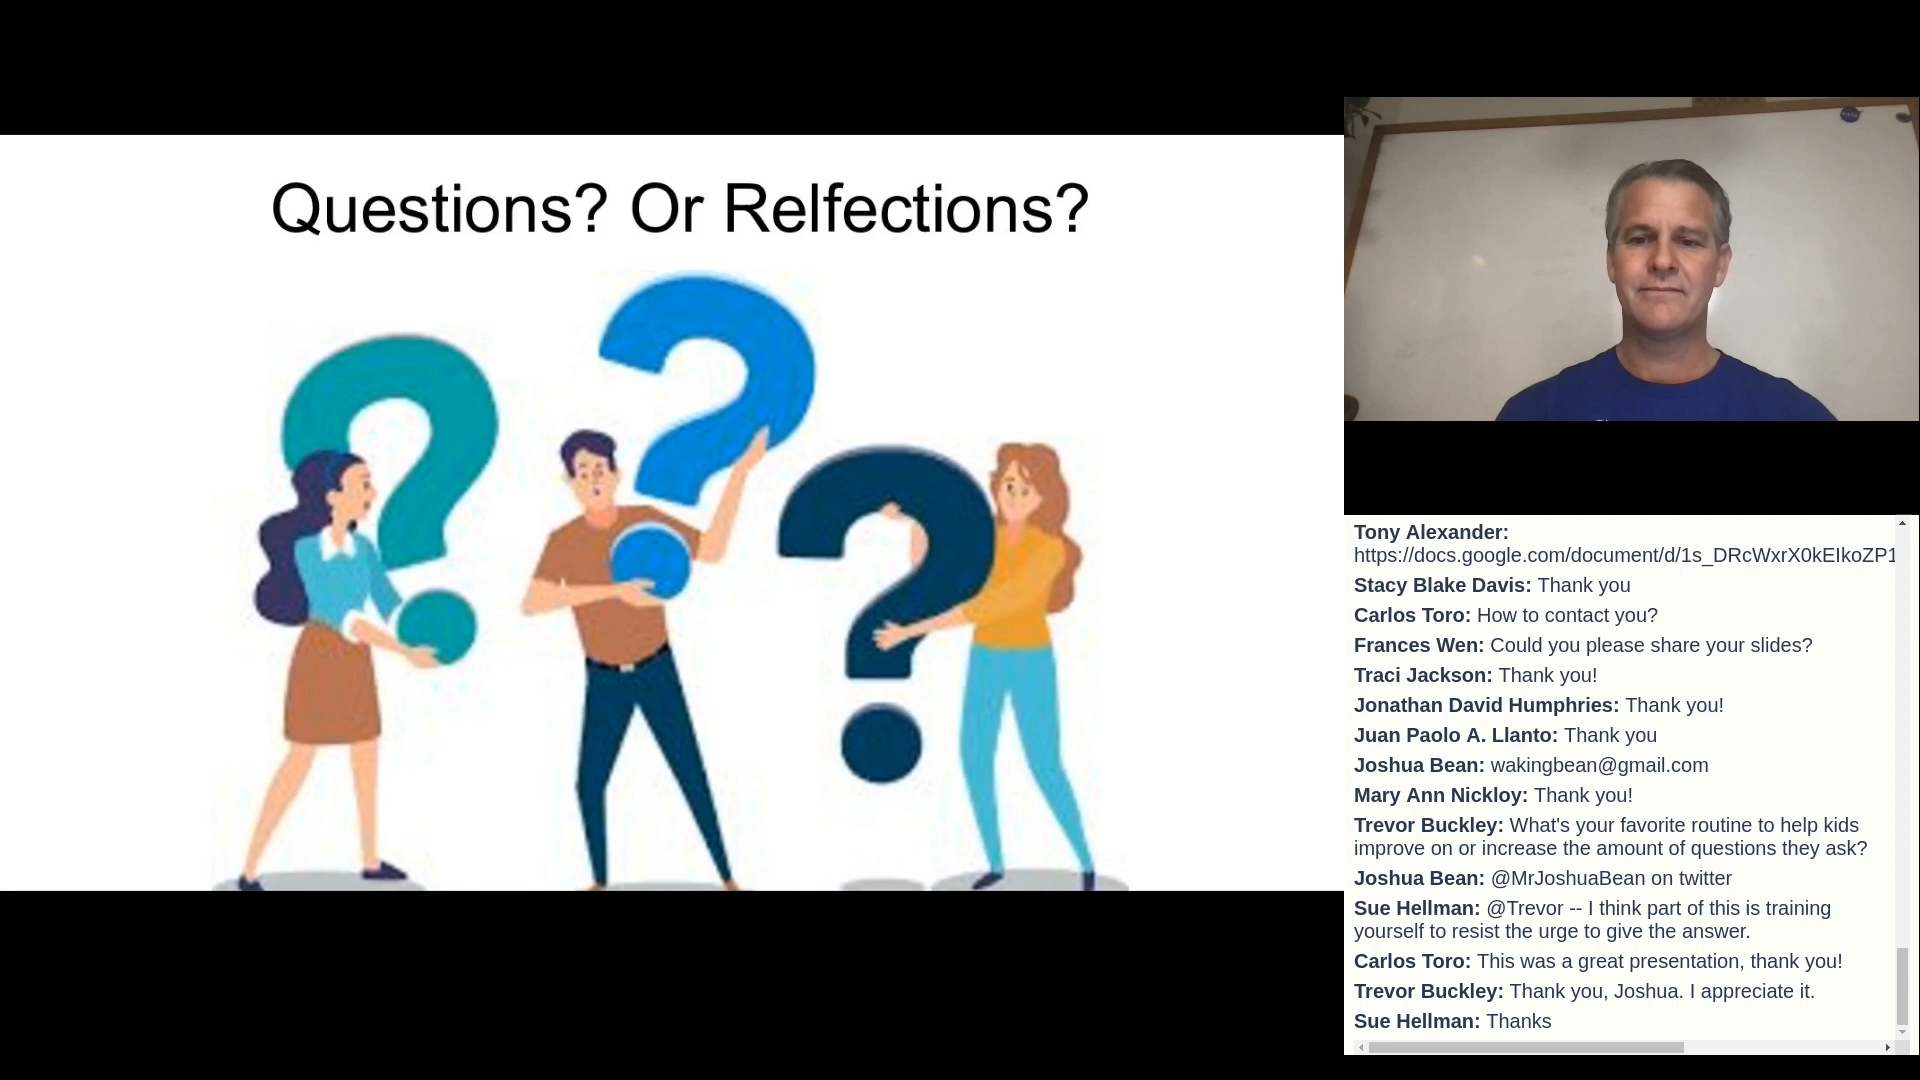 Questions? Or Relfections?
Tony Alexander:
https://docs.google.com/document/d/1s_DRcWxrX0kEIkoZP1
Stacy Blake Davis: Thank you
Carlos Toro: How to contact you?
Frances Wen: Could you please share your slides?
Traci Jackson: Thank you!
Jonathan David Humphries: Thank you!
Juan Paolo A. Llanto: Thank you
Joshua Bean: wakingbean@gmail.com
Mary Ann Nickloy: Thank you!
Trevor Buckley: What's your favorite routine to help kids
improve on or increase the amount of questions they ask?
Joshua Bean: @MrJoshuaBean on twitter
Sue Hellman: @Trevor -- I think part of this is training
yourself to resist the urge to give the answer.
Carlos Toro: This was a great presentation, thank you!
Trevor Buckley: Thank you, Joshua. I appreciate it.
Sue Hellman: Thanks